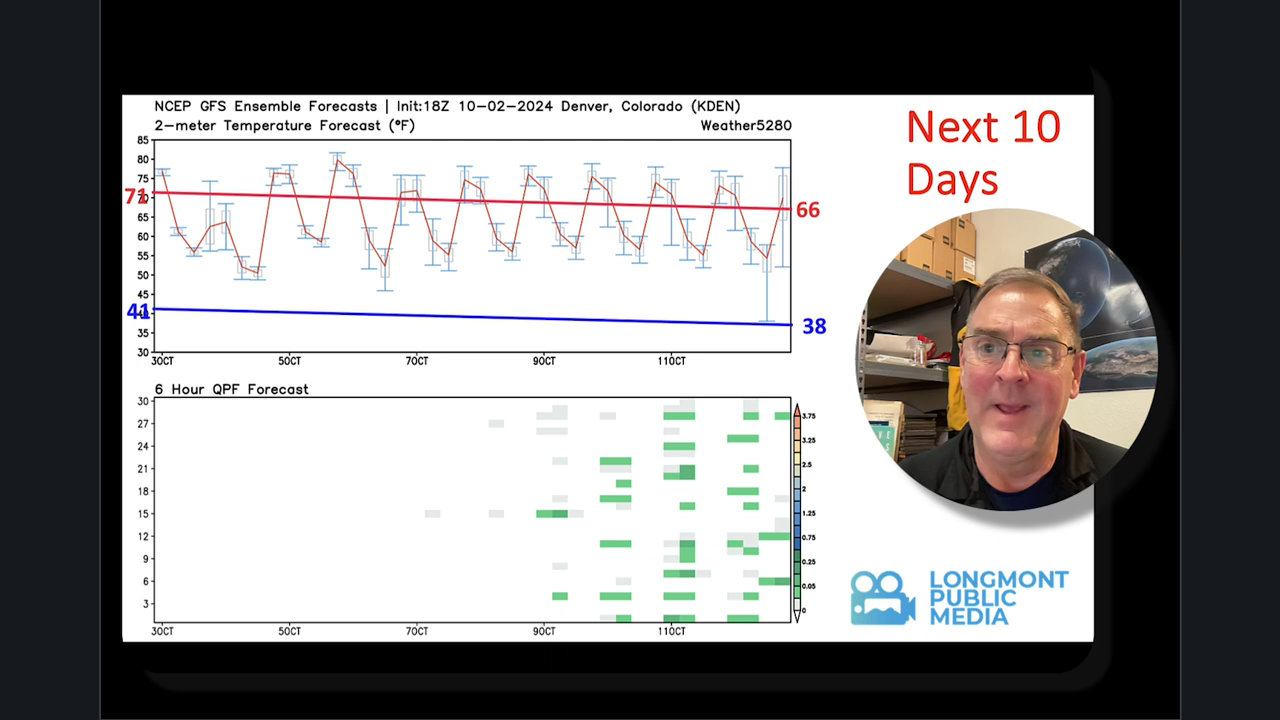 NCEP GFS Ensemble Forecasts | Init:18Z 10-02-2024 Denver, Colorado (KDEN)
2-meter Temperature Forecast (°F)
Weather5280
Next 10
Days
85
80
75
70
65
60
55
50
45
40
35
30
71
66
41
38
3OCT
5OCT
7OCT
9OCT
11OCT
6 Hour QPF Forecast
30
27
24
21
18
15
12
9
6
3
3OCT
5OCT
7OCT
9OCT
11OCT
3.75
3.25
2.5
2
1.25
0.75
0.25
0.05
0
LONGMONT
PUBLIC
MEDIA